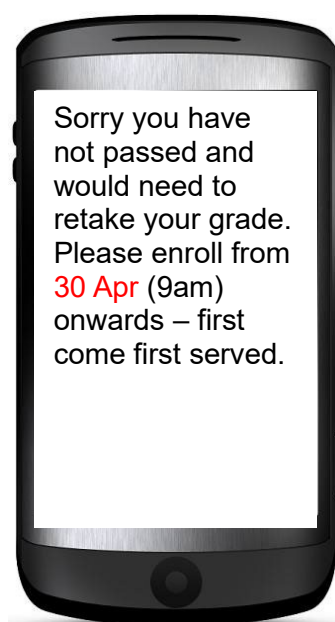 Sorry you have
not passed and
would need to
retake your grade.
Please enroll from
30 Apr (9am)
onwards – first
come first served.